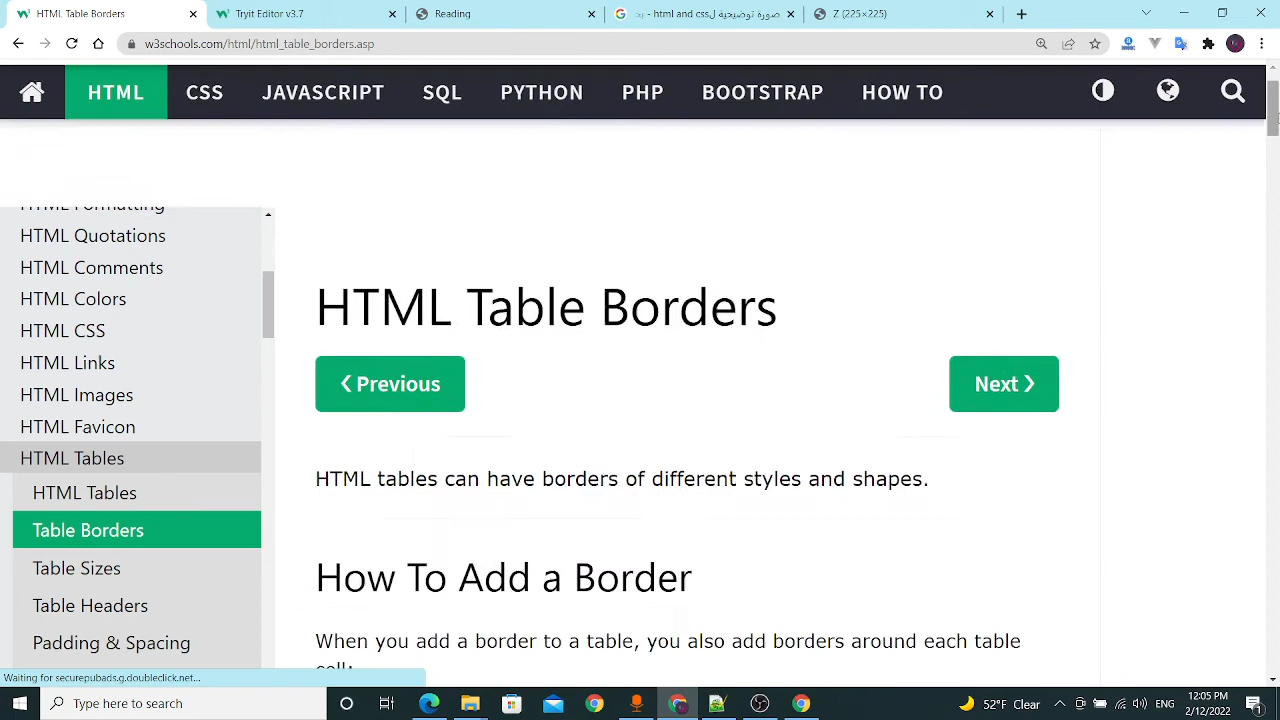 HTML Table Borders
Tryit Editor v3.7
Reading
Z (225×225)
w3schools.com/html/html_table_borders.asp
HTML
CSS
JAVASCRIPT
SQL
PYTHON
PHP
BOOTSTRAP
HOW TO
HTML Formatting
HTML Quotations
HTML Comments
HTML Colors
HTML CSS
HTML Links
HTML Images
HTML Favicon
HTML Tables
HTML Tables
Table Borders
Table Sizes
Table Headers
Padding & Spacing
HTML Table Borders
❮ Previous
Next ❯
HTML tables can have borders of different styles and shapes.
How To Add a Border
When you add a border to a table, you also add borders around each table
cell:
Waiting for securepubads.g.doubleclick.net...
Type here to search
52°F Clear
12:05 PM
2/12/2022